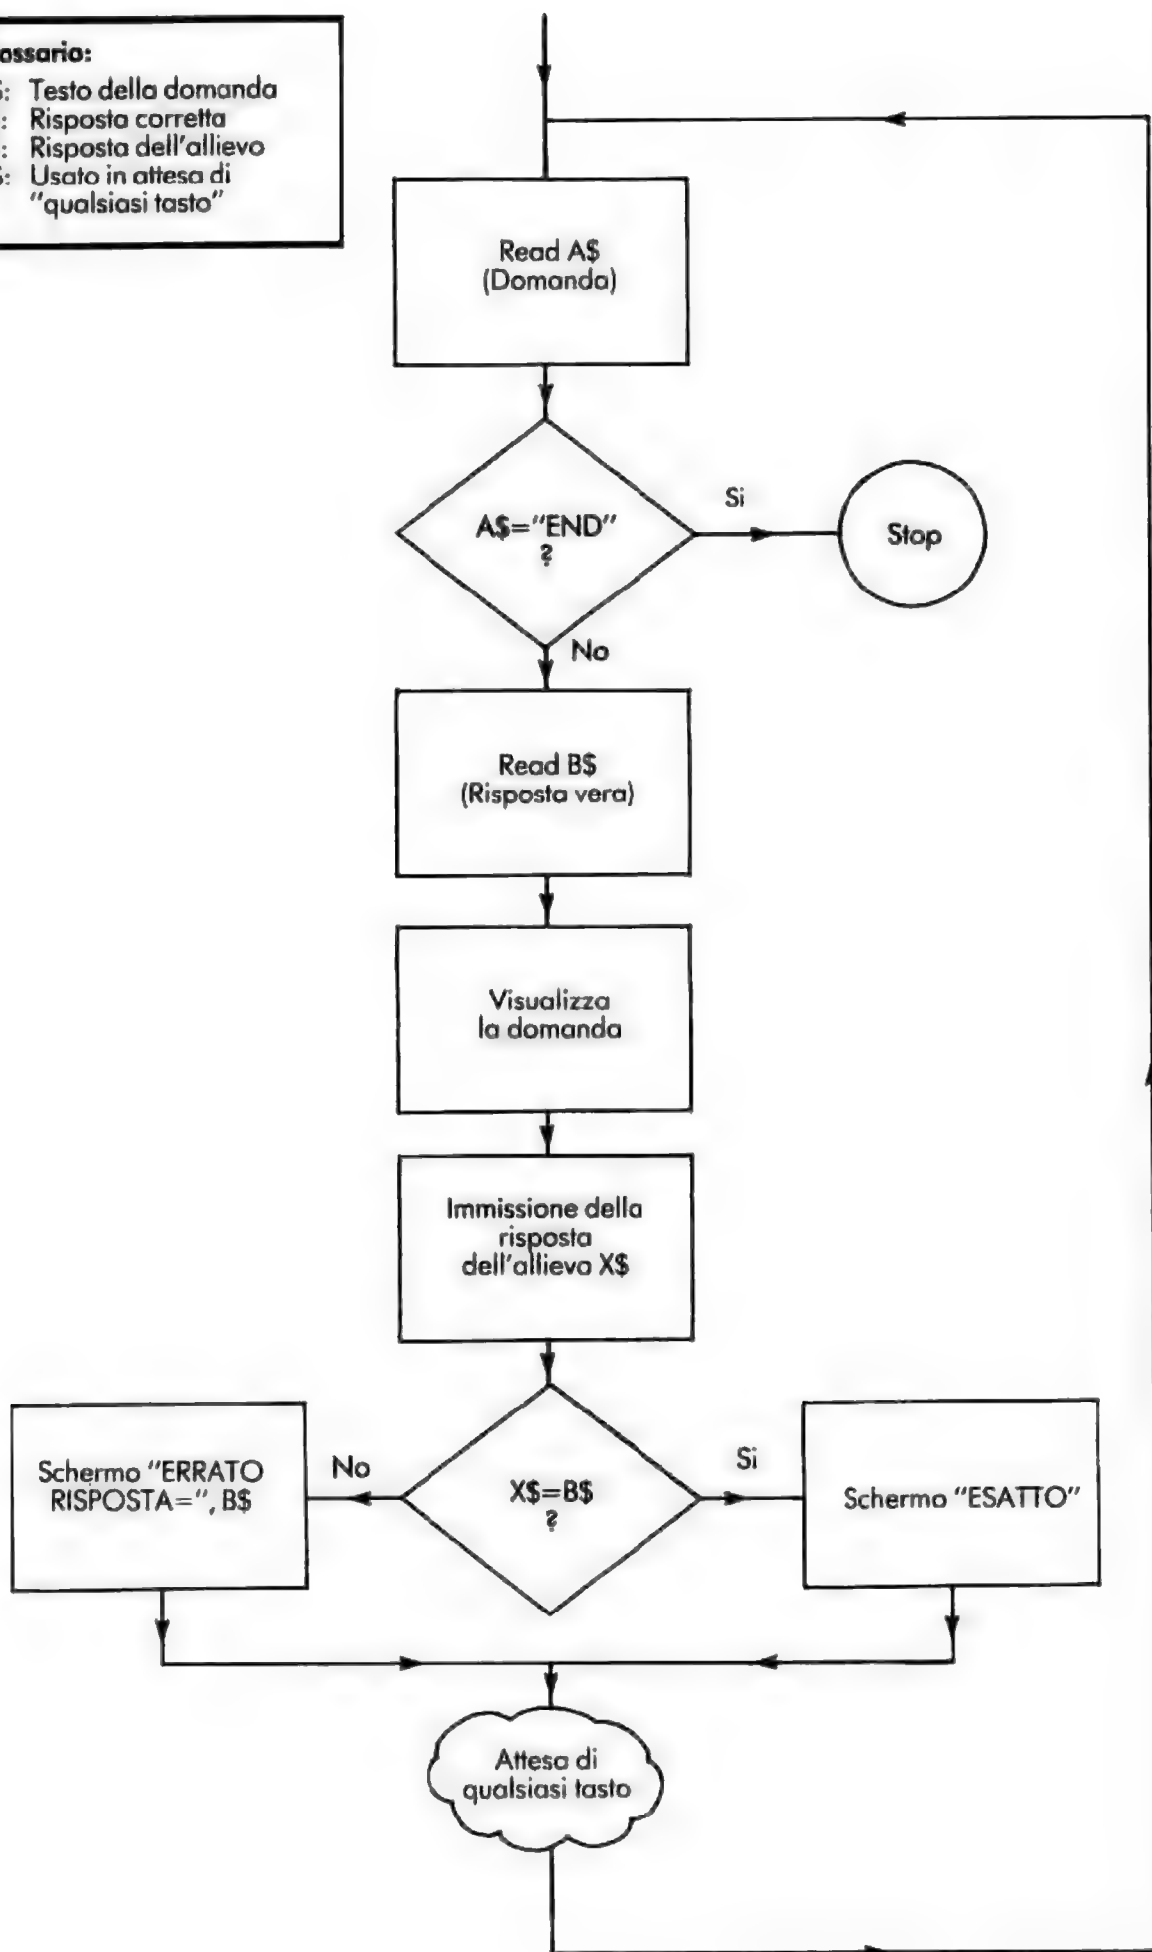 ossario:
$: Testo della domanda
: Risposta corretta
: Risposta dell'allievo
$: Usato in attesa di
"qualsiasi tasto"
Read A$
(Domanda)
A$="END"
?
Si
Stop
No
Read B$
(Risposta vera)
Visualizza
la domanda
Immissione della
risposta
dell'allievo X$
Schermo "ERRATO
RISPOSTA=", B$
No
X$=B$
?
Si
Schermo "ESATTO"
Attesa di
qualsiasi tasto